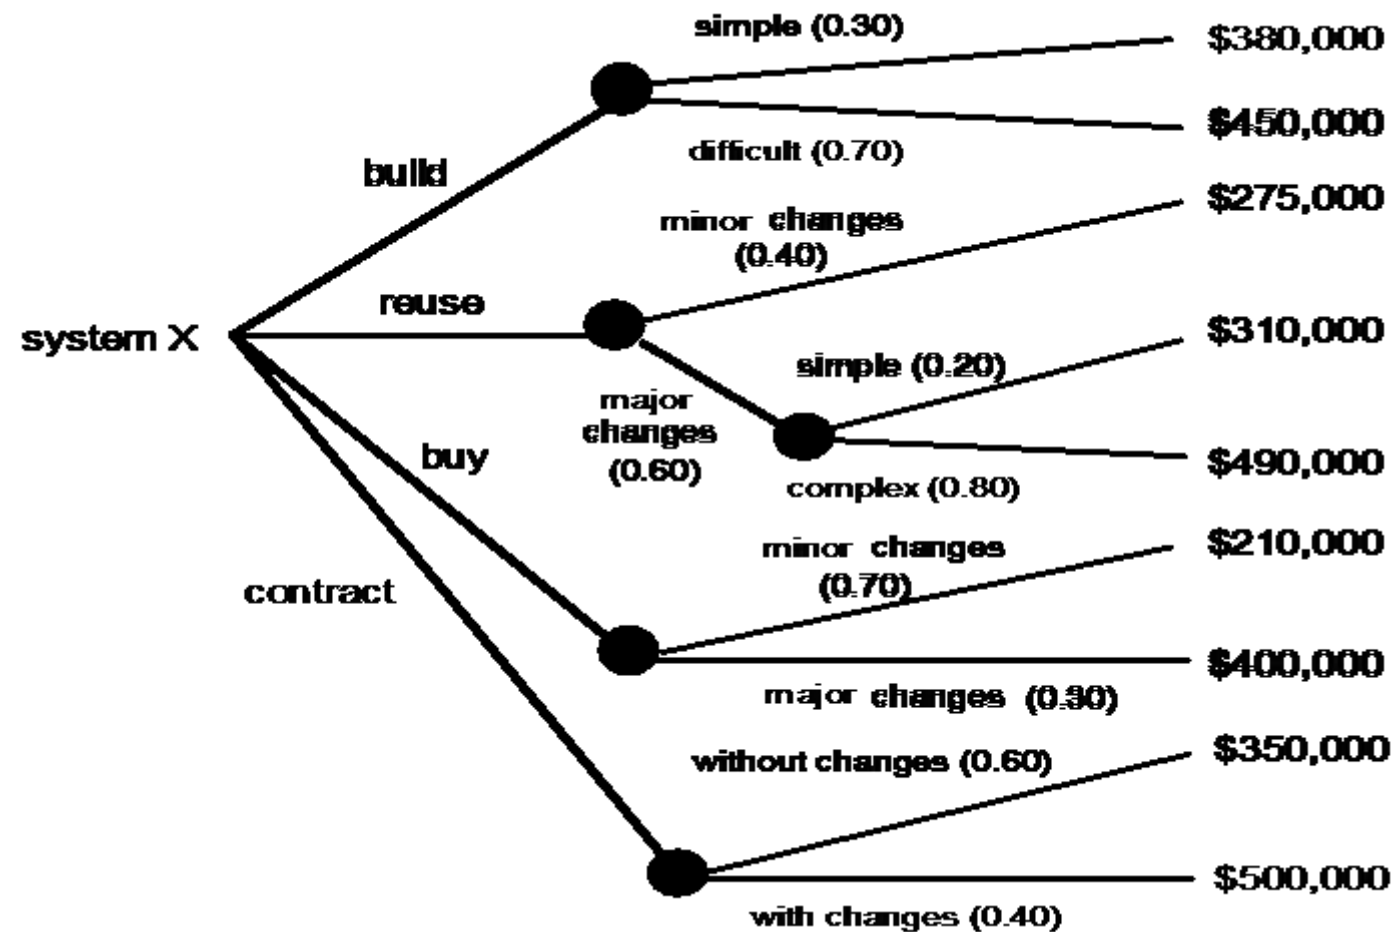 simple (0.30)
$380,000
$450,000
difficult (0.70)
build
$275,000
minor changes
(0.40)
reuse
system X
$310,000
simple (0.20)
major
changes
(0.60)
buy
$490,000
complex (0.80)
minor changes
(0.70)
$210,000
contract
$400,000
major changes (0.30)
without changes (0.60)
$350,000
$500,000
with changes (0.40)